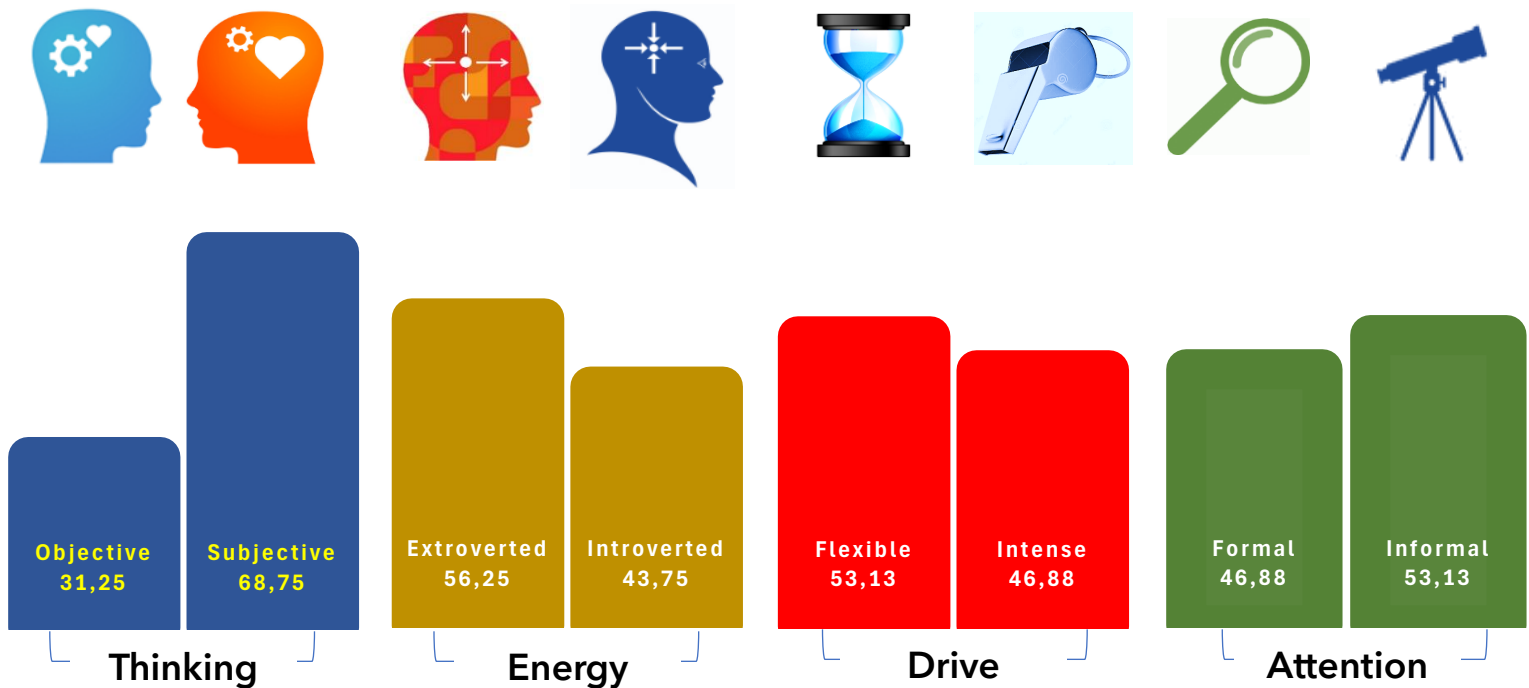 Objective
31,25
Subjective
68,75
Extroverted
56,25
Introverted
43,75
Flexible
53,13
Intense
46,88
Formal
46,88
Informal
53,13
Thinking
Energy
Drive
Attention